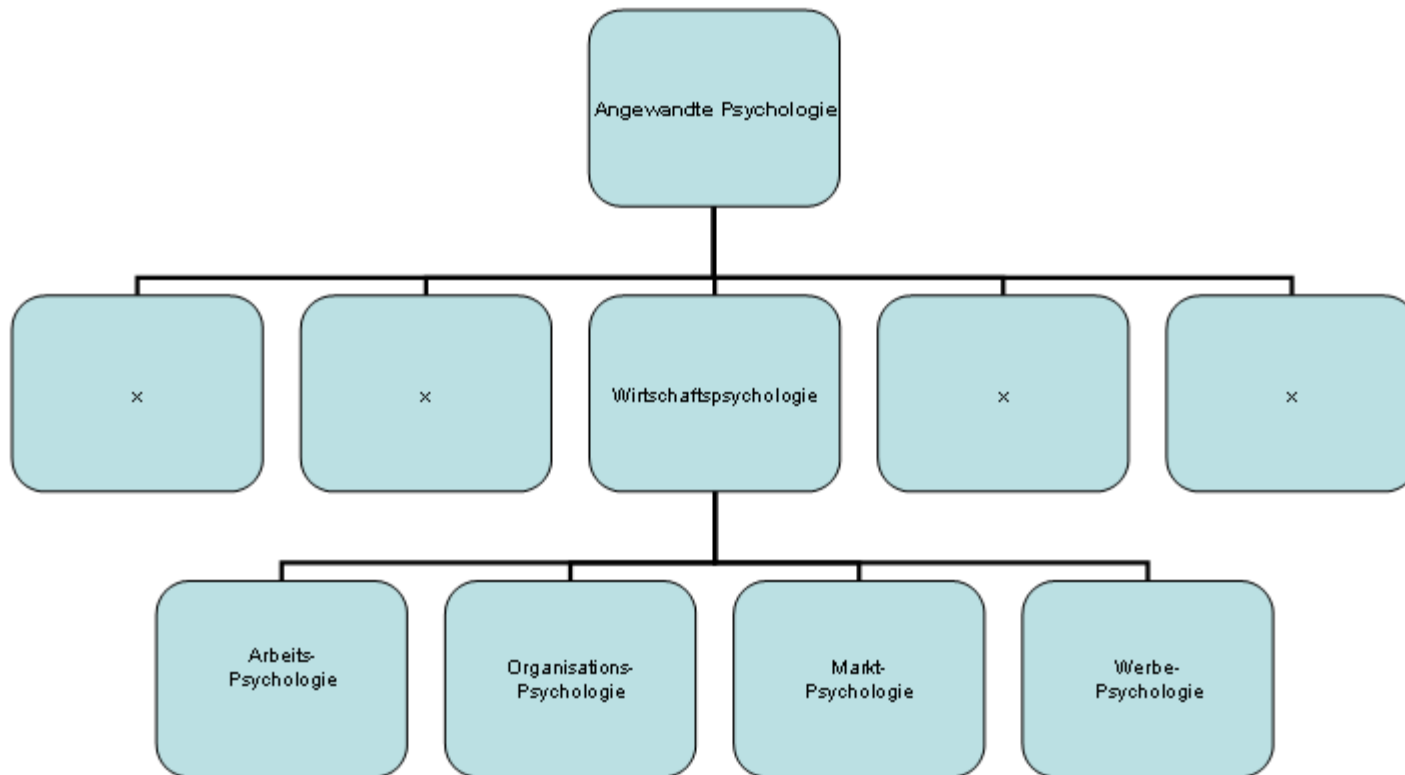 Angewandte Psychologie
x
x
Wirtschaftspsychologie
x
x
Arbeits-
Psychologie
Organisations-
Psychologie
Markt-
Psychologie
Werbe-
Psychologie